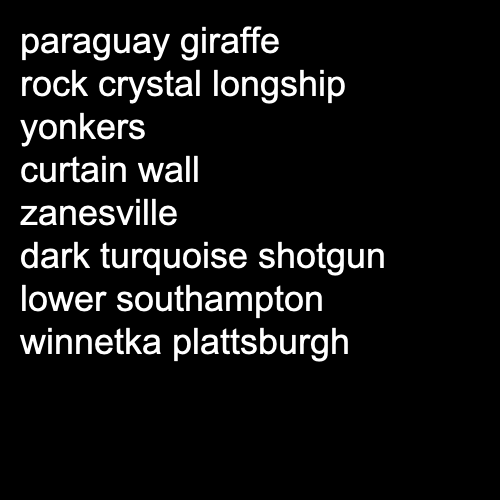 paraguay giraffe
rock crystal longship
yonkers
curtain wall
zanesville
dark turquoise shotgun
lower southampton
winnetka plattsburgh